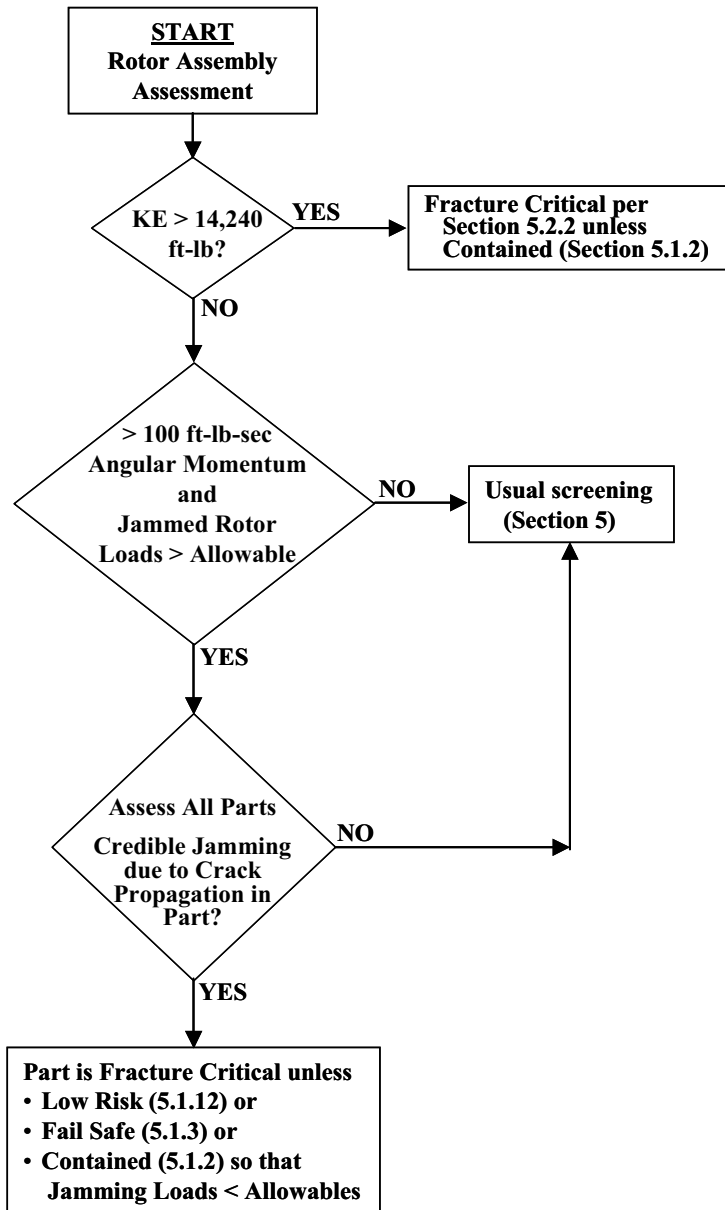 START
Rotor Assembly
Assessment
KE > 14,240
ft-lb?
YES
Fracture Critical per
Section 5.2.2 unless
Contained (Section 5.1.2)
NO
> 100 ft-lb-sec
Angular Momentum
and
Jammed Rotor
Loads > Allowable
NO
Usual screening
(Section 5)
YES
Assess All Parts
Credible Jamming
due to Crack
Propagation in
Part?
NO
YES
Part is Fracture Critical unless
• Low Risk (5.1.12) or
• Fail Safe (5.1.3) or
• Contained (5.1.2) so that
Jamming Loads < Allowables